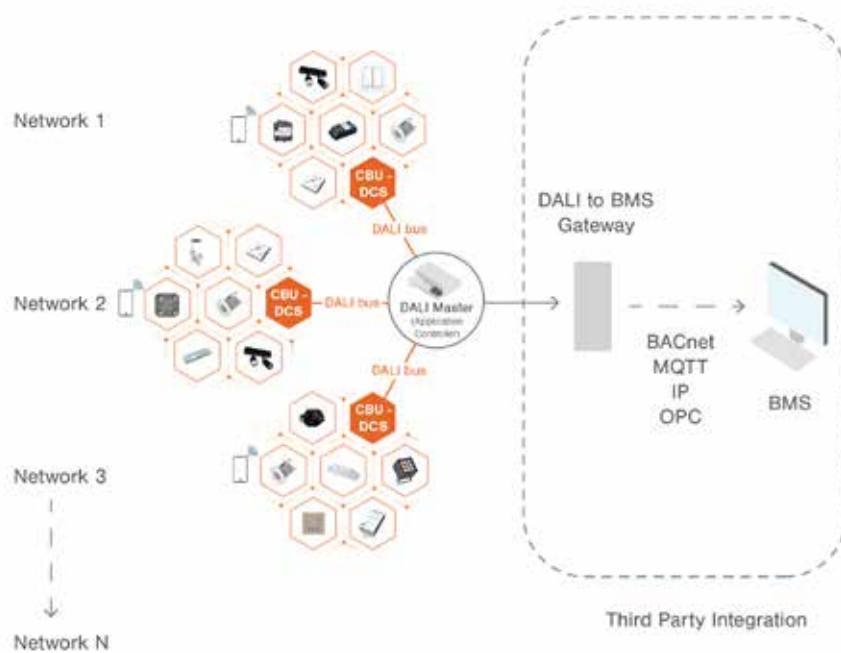 Network 1
CBU -
DCS
DALI bus
DALI to BMS
Gateway
Network 2
CBU -
DCS
DALI bus
DALI Master
(Application
Controller)
BACnet
MQTT
IP
OPC
BMS
DALI bus
CBU -
DCS
Network 3
Third Party Integration
Network N